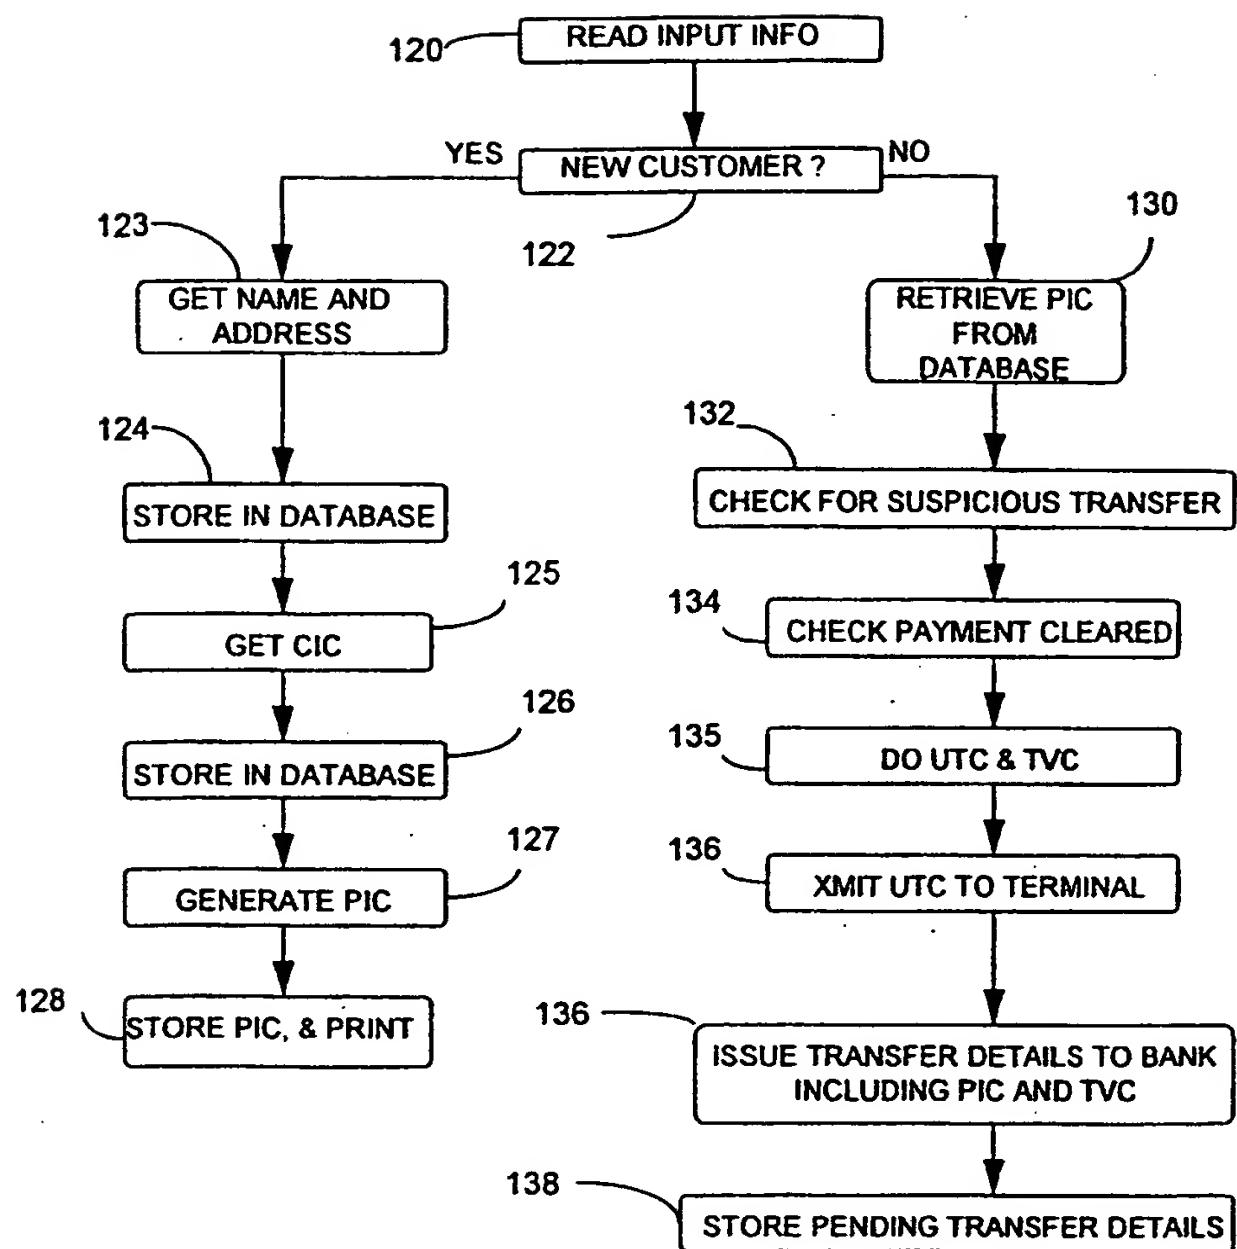 120
READ INPUT INFO
YES
NEW CUSTOMER ?
NO
122
123
GET NAME AND
ADDRESS
124
STORE IN DATABASE
125
GET CIC
126
STORE IN DATABASE
127
GENERATE PIC
128
STORE PIC, & PRINT
130
RETRIEVE PIC
FROM
DATABASE
132
CHECK FOR SUSPICIOUS TRANSFER
134
CHECK PAYMENT CLEARED
135
DO UTC & TVC
136
XMIT UTC TO TERMINAL
136
ISSUE TRANSFER DETAILS TO BANK
INCLUDING PIC AND TVC
138
STORE PENDING TRANSFER DETAILS